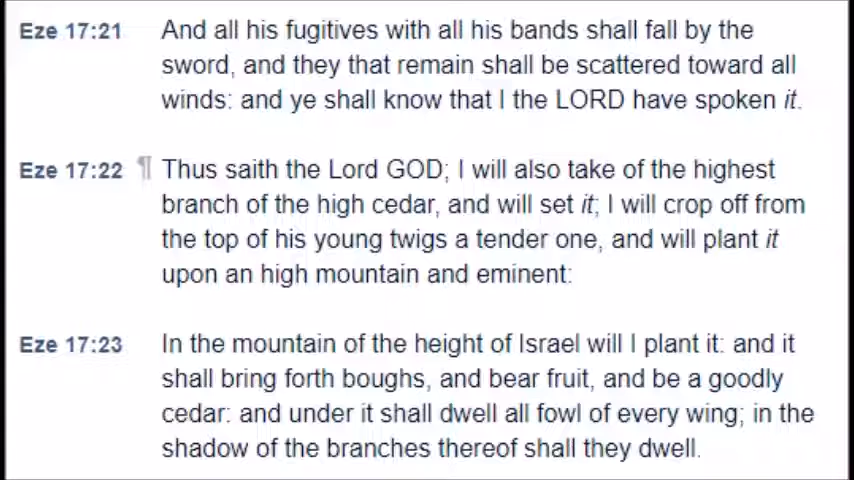 Eze 17:21 And all his fugitives with all his bands shall fall by the
sword, and they that remain shall be scattered toward all
winds: and ye shall know that I the LORD have spoken it.
Eze 17:22 ¶ Thus saith the Lord GOD; I will also take of the highest
branch of the high cedar, and will set it; I will crop off from
the top of his young twigs a tender one, and will plant it
upon an high mountain and eminent:
Eze 17:23 In the mountain of the height of Israel will I plant it: and it
shall bring forth boughs, and bear fruit, and be a goodly
cedar: and under it shall dwell all fowl of every wing; in the
shadow of the branches thereof shall they dwell.